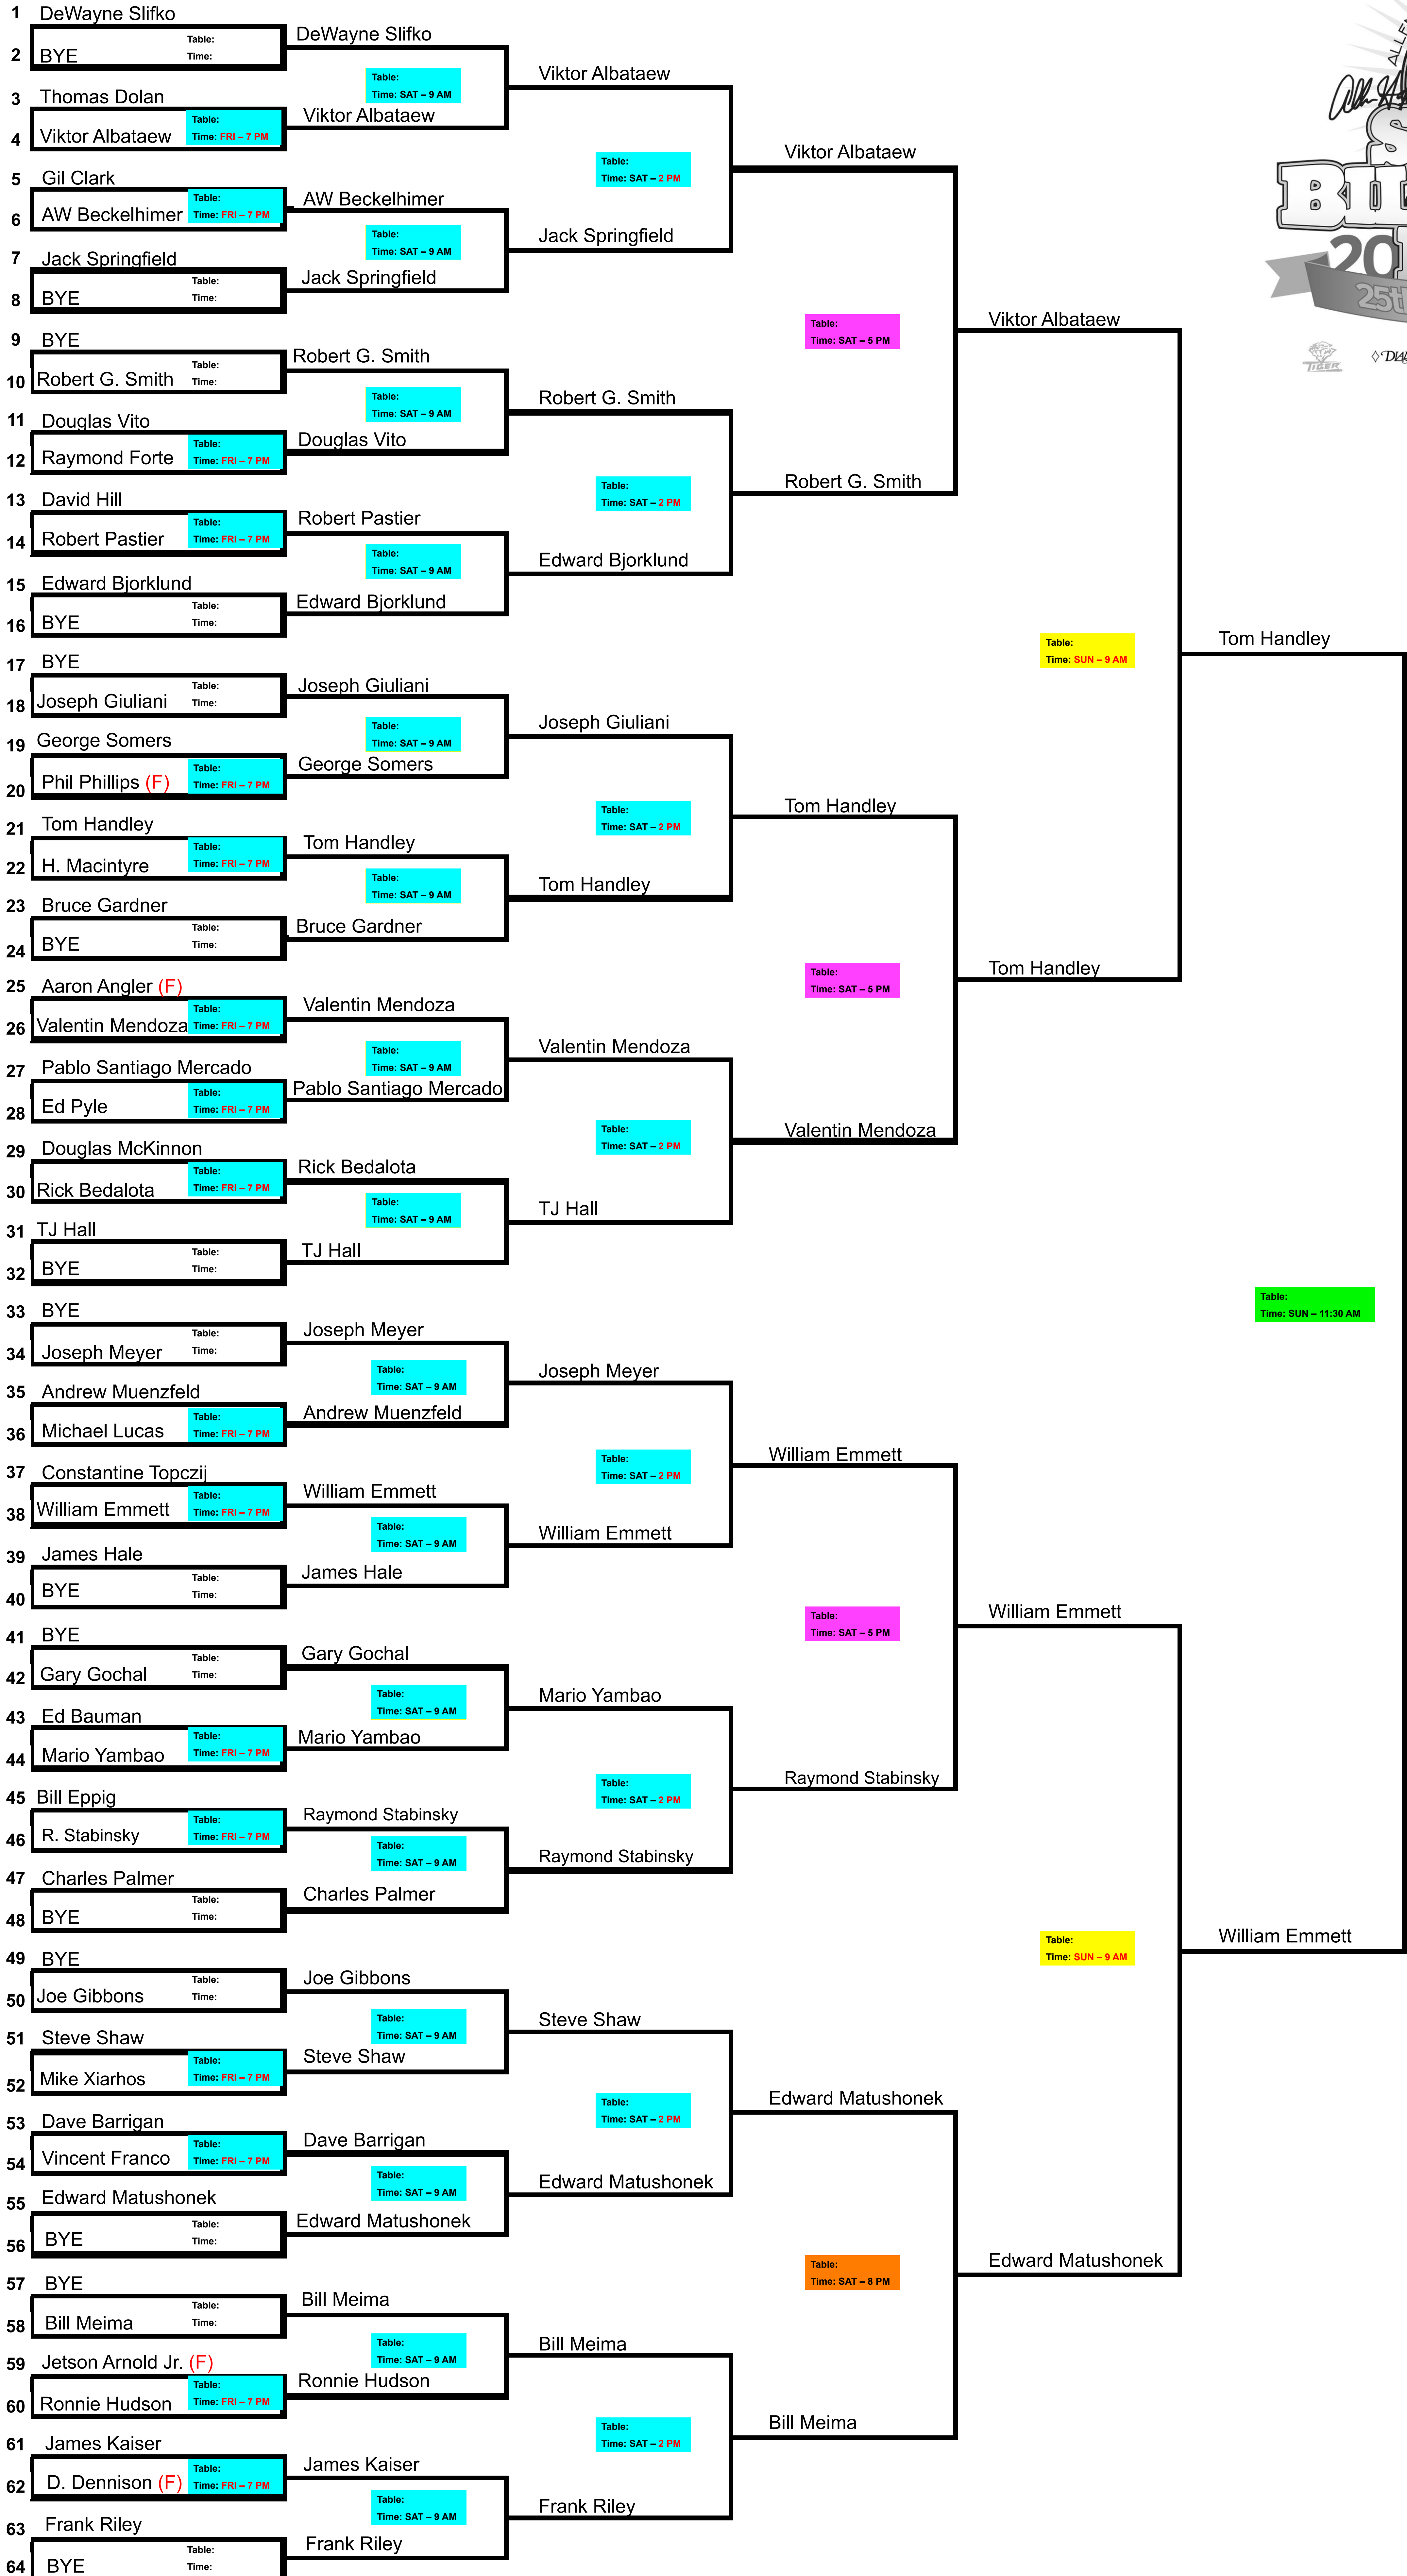 1 DeWayne Slifko
Table:
2 BYE Time:
3 Thomas Dolan
Table:
4 Viktor Albataew Time: FRI – 7 PM
5 Gil Clark
Table:
6 AW Beckelhimer Time: FRI – 7 PM
7 Jack Springfield
Table:
8 BYE Time:
9 BYE
Table:
10 Robert G. Smith Time:
11 Douglas Vito
Table:
12 Raymond Forte Time: FRI – 7 PM
13 David Hill
Table:
14 Robert Pastier Time: FRI – 7 PM
15 Edward Bjorklund
Table:
16 BYE Time:
17 BYE
Table:
18 Joseph Giuliani Time:
19 George Somers
Table:
20 Phil Phillips (F) Time: FRI – 7 PM
21 Tom Handley
Table:
22 H. Macintyre Time: FRI – 7 PM
23 Bruce Gardner
Table:
24 BYE Time:
25 Aaron Angler (F)
Table:
26 Valentin Mendoza Time: FRI – 7 PM
27 Pablo Santiago Mercado
Table:
28 Ed Pyle Time: FRI – 7 PM
29 Douglas McKinnon
Table:
30 Rick Bedalota Time: FRI – 7 PM
31 TJ Hall
Table:
32 BYE Time:
33 BYE
Table:
34 Joseph Meyer Time:
35 Andrew Muenzfeld
Table:
36 Michael Lucas Time: FRI – 7 PM
37 Constantine Topczij
Table:
38 William Emmett Time: FRI – 7 PM
39 James Hale
Table:
40 BYE Time:
41 BYE
Table:
42 Gary Gochal Time:
43 Ed Bauman
Table:
44 Mario Yambao Time: FRI – 7 PM
45 Bill Eppig
Table:
46 R. Stabinsky Time: FRI – 7 PM
47 Charles Palmer
Table:
48 BYE Time:
49 BYE
Table:
50 Joe Gibbons Time:
51 Steve Shaw
Table:
52 Mike Xiarhos Time: FRI – 7 PM
53 Dave Barrigan
Table:
54 Vincent Franco Time: FRI – 7 PM
55 Edward Matushonek
Table:
56 BYE Time:
57 BYE
Table:
58 Bill Meima Time:
59 Jetson Arnold Jr. (F)
Table:
60 Ronnie Hudson Time: FRI – 7 PM
61 James Kaiser
Table:
62 D. Dennison (F) Time: FRI – 7 PM
63 Frank Riley
Table:
64 BYE Time:
DeWayne Slifko
Table:
Time: SAT – 9 AM
Viktor Albataew
AW Beckelhimer
Table:
Time: SAT – 9 AM
Jack Springfield
Robert G. Smith
Table:
Time: SAT – 9 AM
Douglas Vito
Robert Pastier
Table:
Time: SAT – 9 AM
Edward Bjorklund
Joseph Giuliani
Table:
Time: SAT – 9 AM
George Somers
Tom Handley
Table:
Time: SAT – 9 AM
Bruce Gardner
Valentin Mendoza
Table:
Time: SAT – 9 AM
Pablo Santiago Mercado
Rick Bedalota
Table:
Time: SAT – 9 AM
TJ Hall
Joseph Meyer
Table:
Time: SAT – 9 AM
Andrew Muenzfeld
William Emmett
Table:
Time: SAT – 9 AM
James Hale
Gary Gochal
Table:
Time: SAT – 9 AM
Mario Yambao
Raymond Stabinsky
Table:
Time: SAT – 9 AM
Charles Palmer
Joe Gibbons
Table:
Time: SAT – 9 AM
Steve Shaw
Dave Barrigan
Table:
Time: SAT – 9 AM
Edward Matushonek
Bill Meima
Table:
Time: SAT – 9 AM
Ronnie Hudson
James Kaiser
Table:
Time: SAT – 9 AM
Frank Riley
Viktor Albataew
Table:
Time: SAT – 2 PM
Jack Springfield
Robert G. Smith
Table:
Time: SAT – 2 PM
Edward Bjorklund
Joseph Giuliani
Table:
Time: SAT – 2 PM
Tom Handley
Valentin Mendoza
Table:
Time: SAT – 2 PM
TJ Hall
Joseph Meyer
Table:
Time: SAT – 2 PM
William Emmett
Mario Yambao
Table:
Time: SAT – 2 PM
Raymond Stabinsky
Steve Shaw
Table:
Time: SAT – 2 PM
Edward Matushonek
Bill Meima
Table:
Time: SAT – 2 PM
Frank Riley
Viktor Albataew
Table:
Time: SAT – 5 PM
Robert G. Smith
Tom Handley
Table:
Time: SAT – 5 PM
Valentin Mendoza
William Emmett
Table:
Time: SAT – 5 PM
Raymond Stabinsky
Edward Matushonek
Table:
Time: SAT – 8 PM
Bill Meima
Viktor Albataew
Table:
Time: SUN – 9 AM
Tom Handley
William Emmett
Table:
Time: SUN – 9 AM
Edward Matushonek
Tom Handley
Table:
Time: SUN – 11:30 AM
William Emmett
20
25th
TIGER